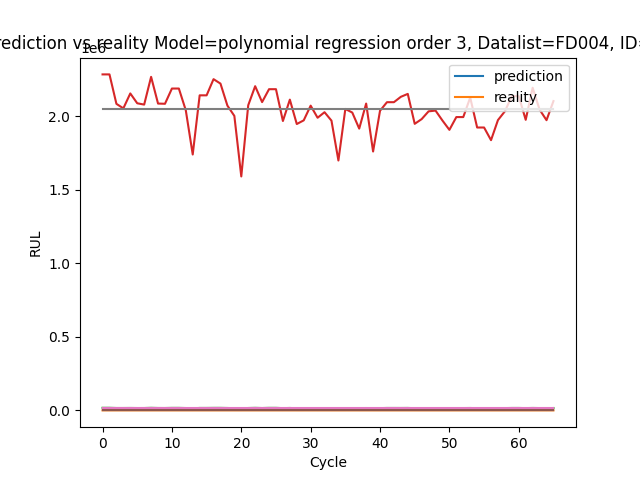 rediction vs reality Model=polynomial regression order 3, Datalist=FD004, ID=
1e6
prediction
reality
2.0
1.5
1.0
0.5
0.0
RUL
0 10 20 30 40 50 60
Cycle